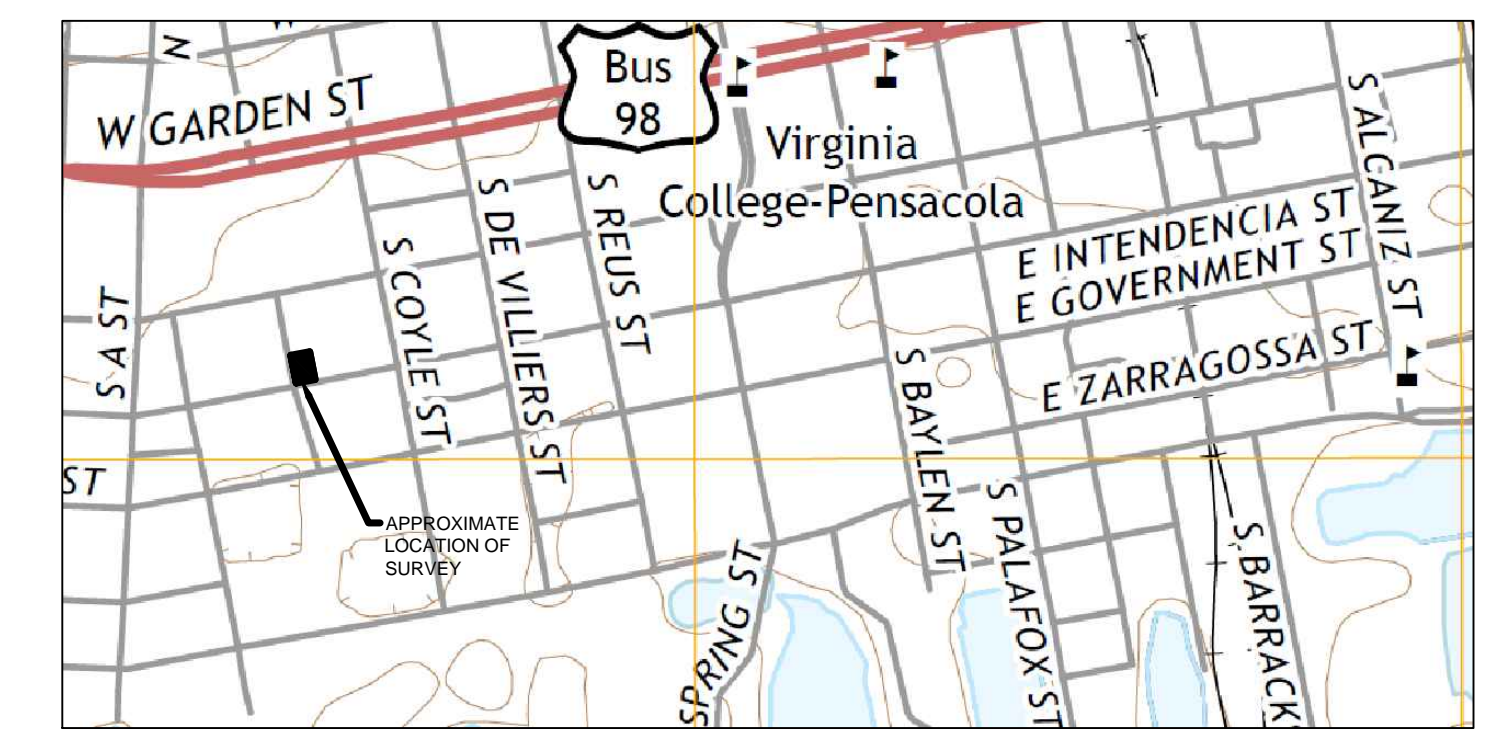 N
W
W GARDEN ST
Bus
98
Virginia
College-Pensacola
S ALCANIZ ST
E INTENDENCIA ST
E GOVERNMENT ST
E ZARRAGOSSA ST
S A ST
S COYLE ST
S DE VILLIERS ST
S REUS ST
S BAYLEN ST
S PALAFOX ST
S BARRACK
SPRING ST
ST
APPROXIMATE
LOCATION OF
SURVEY